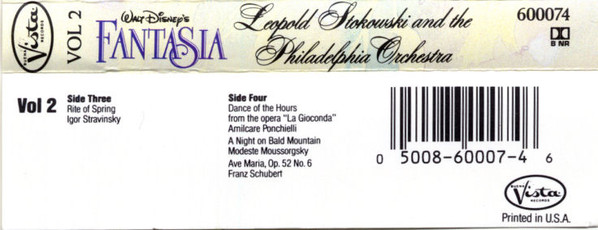 BUENA
Vista
RECORDS
VOL 2
WALT DISNEY'S
FANTASIA
Leopold Stokowski and the
Philadelphia Orchestra
600074
B NR
Vol 2
Side Three
Rite of Spring
Igor Stravinsky
Side Four
Dance of the Hours
from the opera "La Gioconda"
Amilcare Ponchielli
A Night on Bald Mountain
Modeste Moussorgsky
Ave Maria, Op. 52 No. 6
Franz Schubert
0 5008-60007-4 6
BUENA
Vista
RECORDS
Printed in U.S.A.